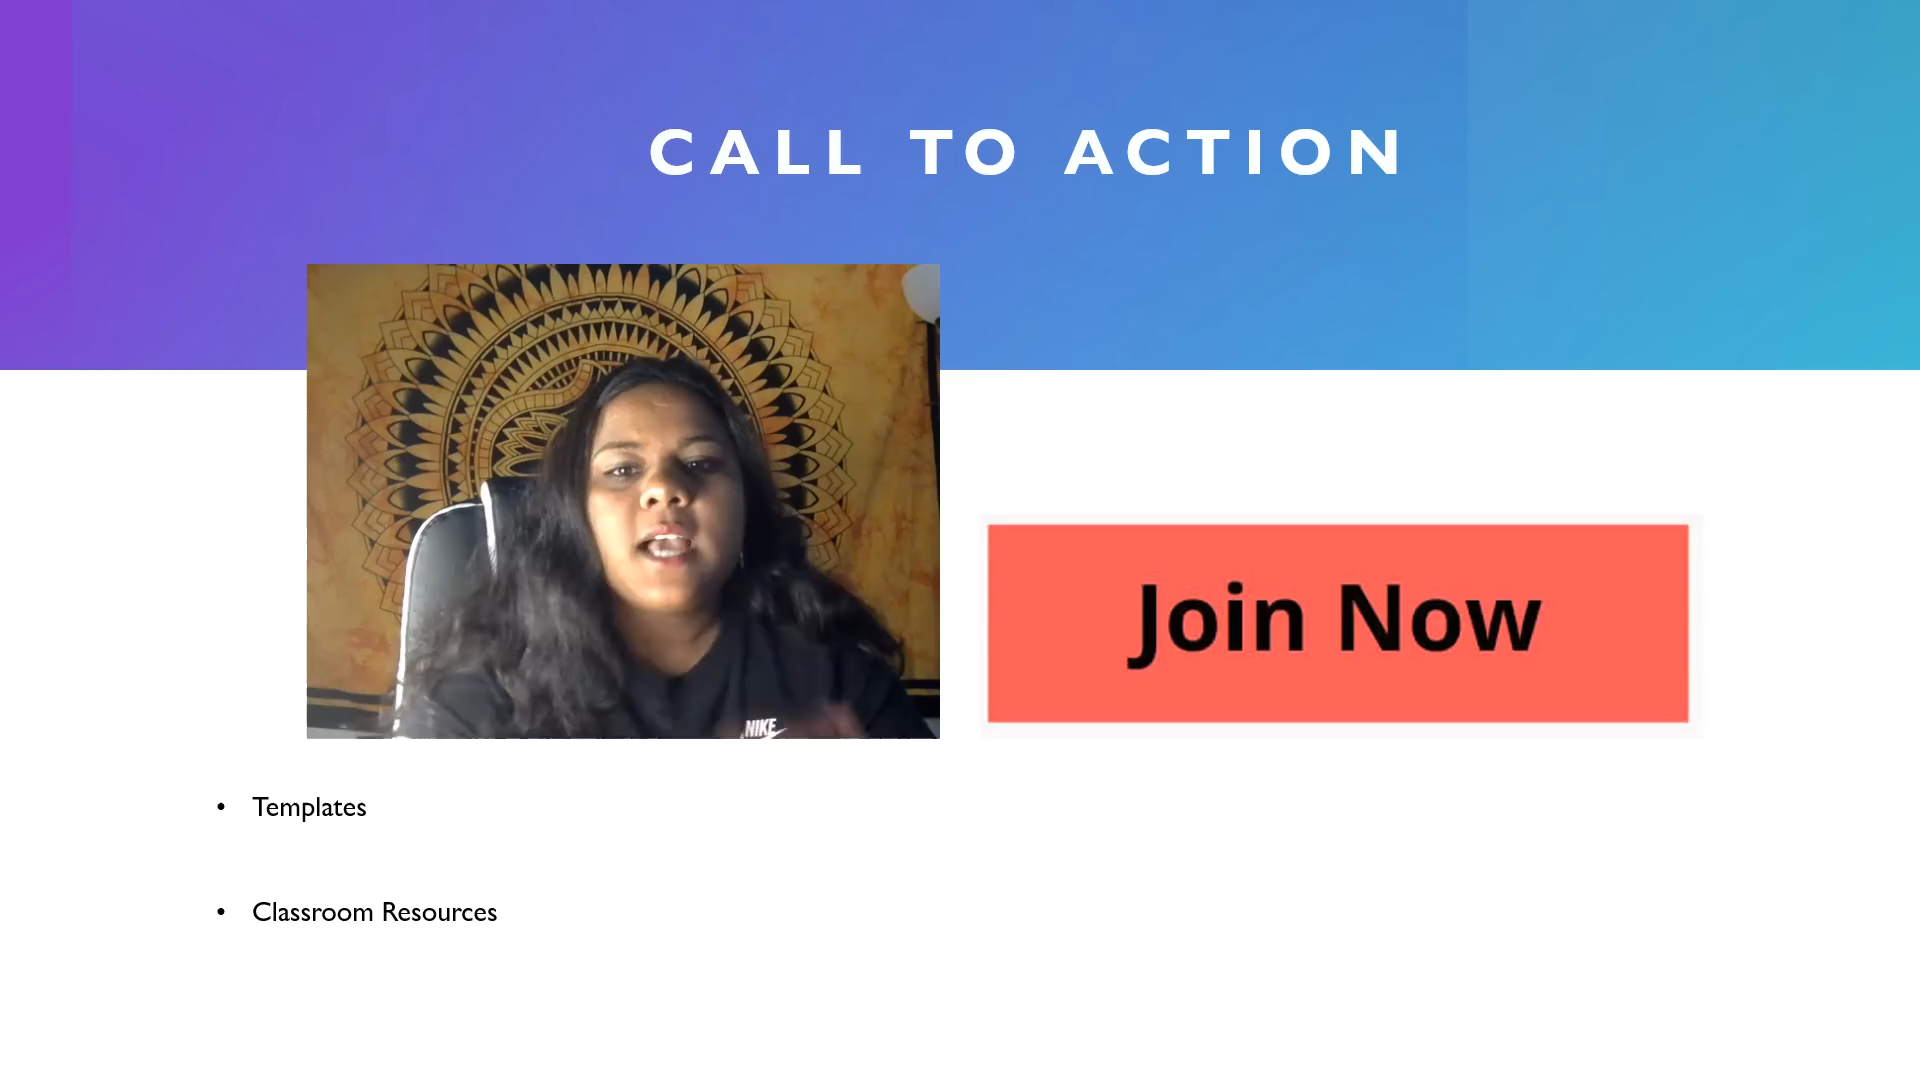 CALL TO ACTION
NIKE
Join Now
• Templates
• Classroom Resources